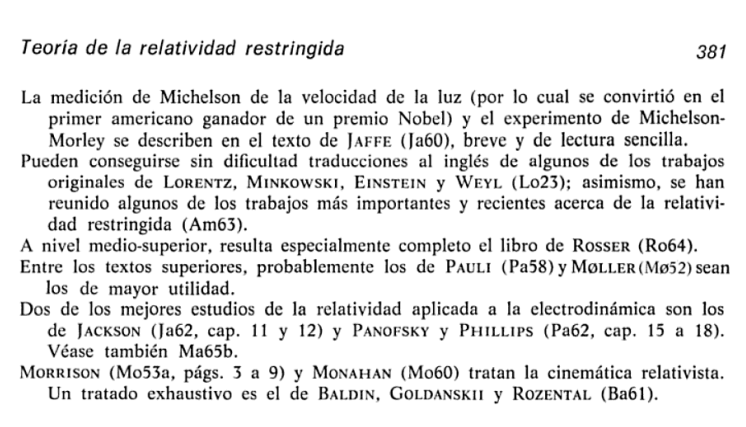 Teoría de la relatividad restringida
381
La medición de Michelson de la velocidad de la luz (por lo cual se convirtió en el
primer americano ganador de un premio Nobel) y el experimento de Michelson-
Morley se describen en el texto de JAFFE (Ja60), breve y de lectura sencilla.
Pueden conseguirse sin dificultad traducciones al inglés de algunos de los trabajos
originales de LORENTZ, MINKOWSKI, EINSTEIN y WEYL (Lo23); asimismo, se han
reunido algunos de los trabajos más importantes y recientes acerca de la relativi-
dad restringida (Am63).
A nivel medio-superior, resulta especialmente completo el libro de ROSSER (Ro64).
Entre los textos superiores, probablemente los de PAULI (Pa58) y MØLLER (Mø52) sean
los de mayor utilidad.
Dos de los mejores estudios de la relatividad aplicada a la electrodinámica son los
de JACKSON (Ja62, cap. 11 y 12) y PANOFSKY y PHILLIPS (Pa62, cap. 15 a 18).
Véase también Ma65b.
MORRISON (Mo53a, págs. 3 a 9) y MONAHAN (Mo60) tratan la cinemática relativista.
Un tratado exhaustivo es el de BALDIN, GOLDANSKII y ROZENTAL (Ba61).